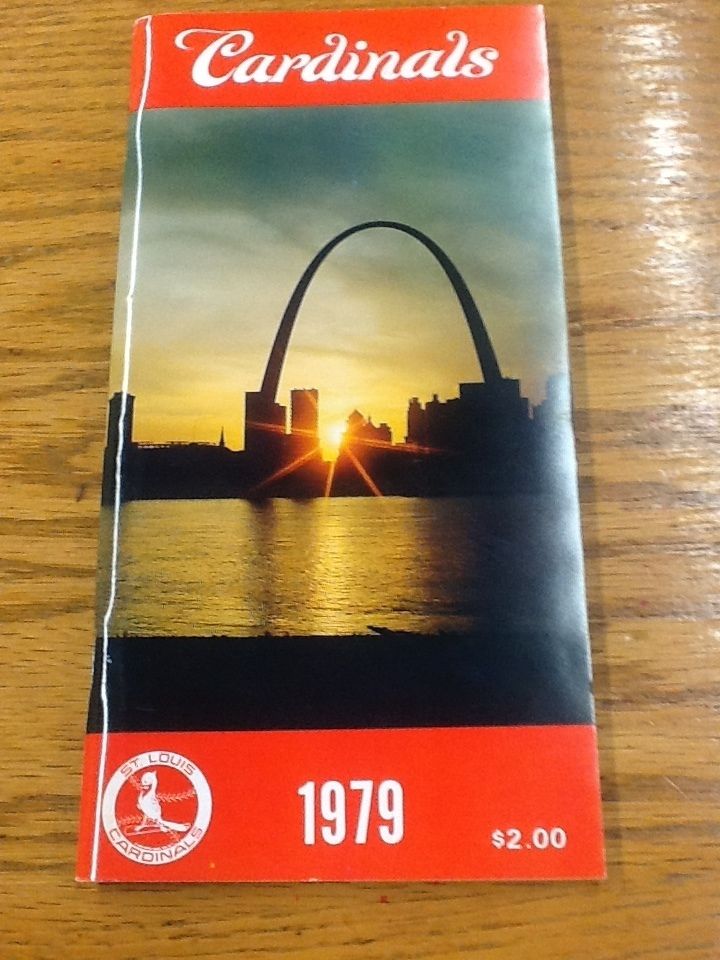 Cardinals
ST. LOUIS
CARDINALS
1979
$2.00